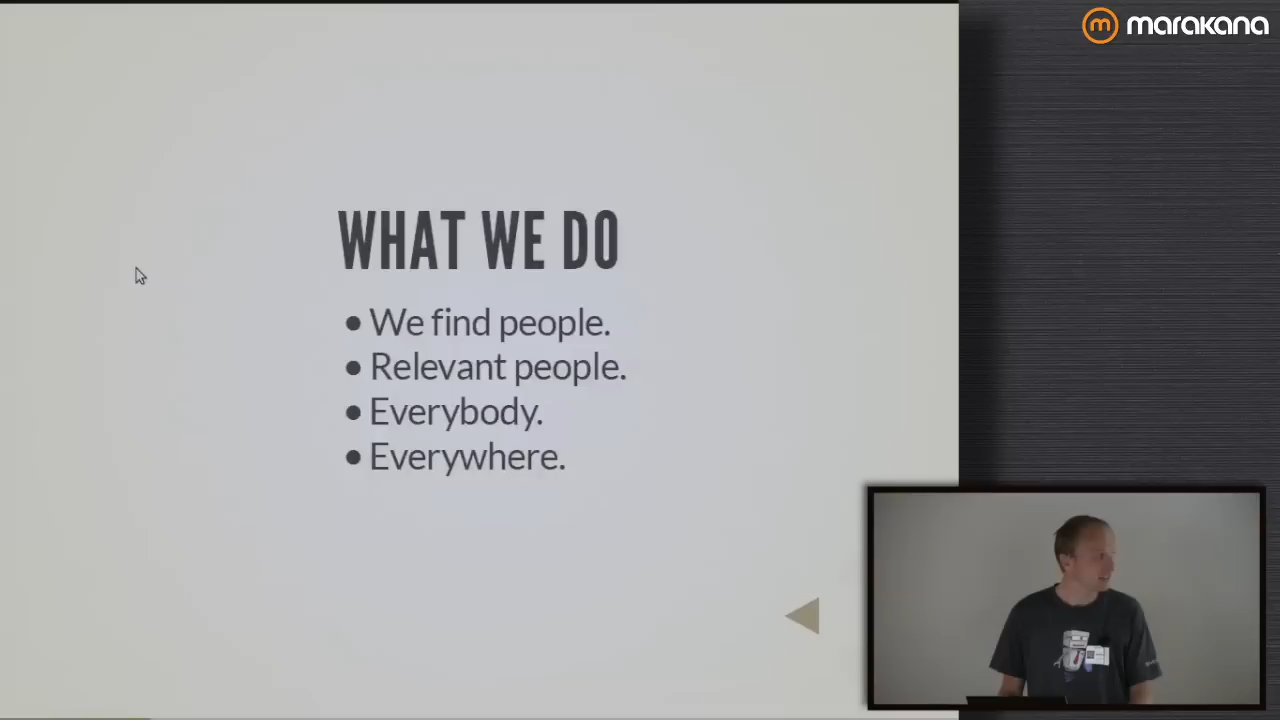 marakana
WHAT WE DO
• We find people.
• Relevant people.
• Everybody.
• Everywhere.